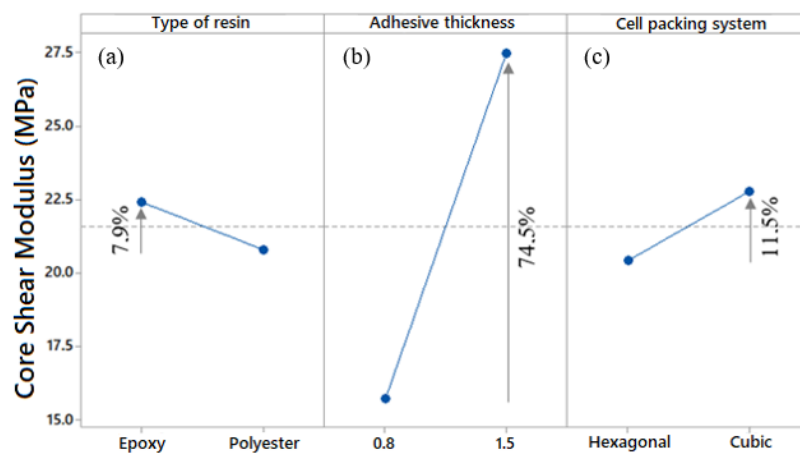 Type of resin
Adhesive thickness
Cell packing system
(a)
(b)
(c)
Core Shear Modulus (MPa)
27.5
25.0
22.5
20.0
17.5
15.0
7.9%
74.5%
11.5%
Epoxy
Polyester
0.8
1.5
Hexagonal
Cubic